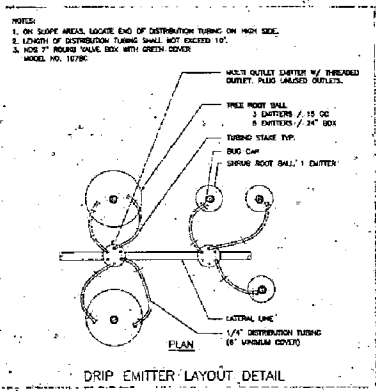 NOTES:
1. ON SLOPE AREAS, LOCATE END OF DISTRIBUTION TUBING ON HIGH SIDE.
2. LENGTH OF DISTRIBUTION TUBING SHALL NOT EXCEED 10'.
3. NDS 7" ROUND VALVE BOX WITH GREEN COVER
MODEL NO. 107BC
MULTI OUTLET EMITTER W/ THREADED
OUTLET. PLUG UNUSED OUTLETS.
TREE ROOT BALL
3 EMITTERS / 15 GC
6 EMITTERS / 24" BOX
TUBING STAKE TYP.
BUG CAP
SHRUB ROOT BALL, 1 EMITTER
LATERAL LINE
1/4" DISTRIBUTION TUBING
(6" MINIMUM COVER)
PLAN
DRIP EMITTER LAYOUT DETAIL